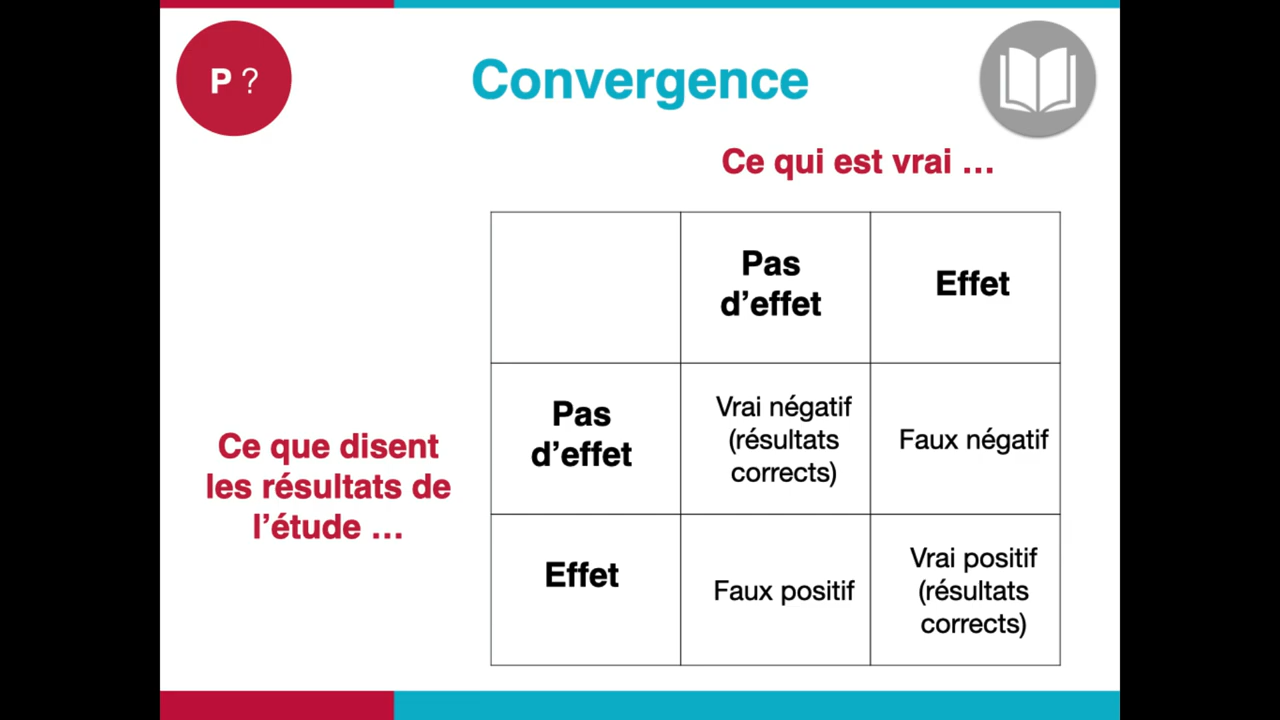 P ?
Convergence
Ce qui est vrai …
Pas
d’effet
Effet
Pas
d’effet
Vrai négatif
(résultats
corrects)
Faux négatif
Ce que disent
les résultats de
l’étude …
Effet
Faux positif
Vrai positif
(résultats
corrects)